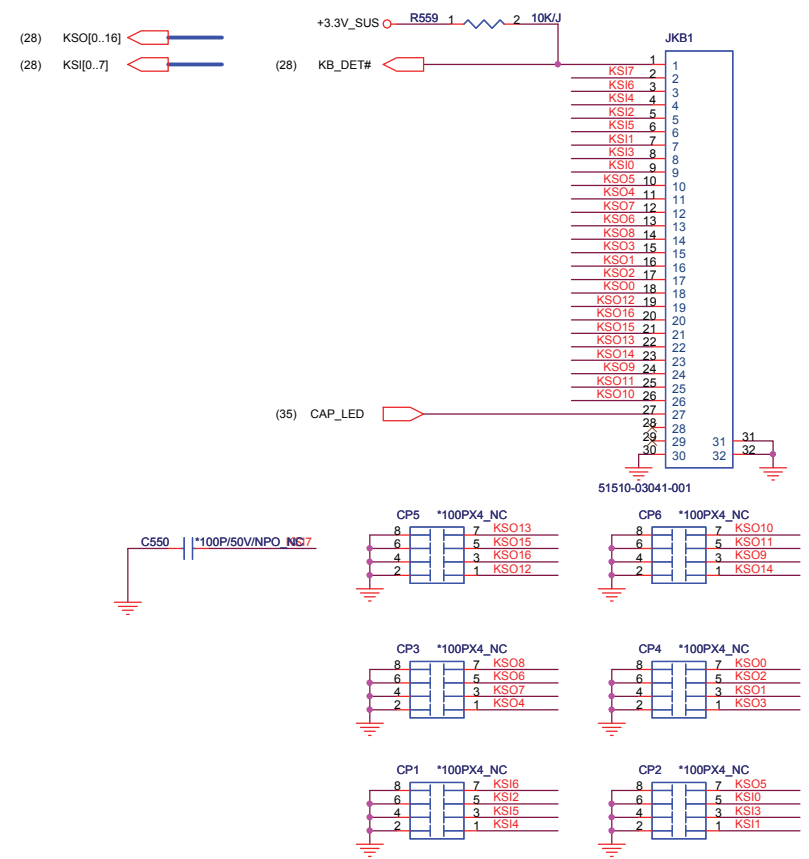 +3.3V_SUS R559 1 2 10K/J
(28) KSO[0..16]
(28) KSI[0..7]
(28) KB_DET#
JKB1
1 1
KSI7 2 2
KSI6 3 3
KSI4 4 4
KSI2 5 5
KSI5 6 6
KSI1 7 7
KSI3 8 8
KSI0 9 9
KSO5 10 10
KSO4 11 11
KSO7 12 12
KSO6 13 13
KSO8 14 14
KSO3 15 15
KSO1 16 16
KSO2 17 17
KSO0 18 18
KSO12 19 19
KSO16 20 20
KSO15 21 21
KSO13 22 22
KSO14 23 23
KSO9 24 24
KSO11 25 25
KSO10 26 26
(35) CAP_LED 27 27
28 28
29 29 31 31
30 30 32 32
51510-03041-001
C550 *100P/50V/NPO_NC KSI7
CP5 *100PX4_NC
8 7 KSO13
6 5 KSO15
4 3 KSO16
2 1 KSO12
CP6 *100PX4_NC
8 7 KSO10
6 5 KSO11
4 3 KSO9
2 1 KSO14
CP3 *100PX4_NC
8 7 KSO8
6 5 KSO6
4 3 KSO7
2 1 KSO4
CP4 *100PX4_NC
8 7 KSO0
6 5 KSO2
4 3 KSO1
2 1 KSO3
CP1 *100PX4_NC
8 7 KSI6
6 5 KSI2
4 3 KSI5
2 1 KSI4
CP2 *100PX4_NC
8 7 KSO5
6 5 KSI0
4 3 KSI3
2 1 KSI1